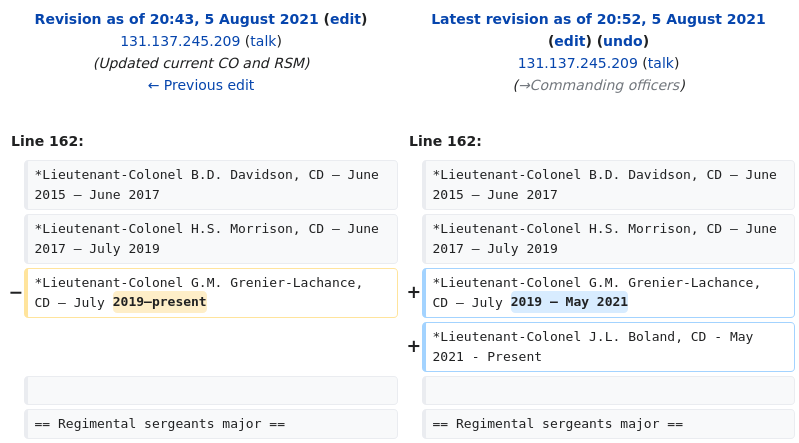 Revision as of 20:43, 5 August 2021 (edit)
131.137.245.209 (talk)
(Updated current CO and RSM)
← Previous edit
Latest revision as of 20:52, 5 August 2021
(edit) (undo)
131.137.245.209 (talk)
(→Commanding officers)
Line 162:
Line 162:
*Lieutenant-Colonel B.D. Davidson, CD – June
2015 – June 2017
*Lieutenant-Colonel B.D. Davidson, CD – June
2015 – June 2017
*Lieutenant-Colonel H.S. Morrison, CD – June
2017 – July 2019
*Lieutenant-Colonel H.S. Morrison, CD – June
2017 – July 2019
− *Lieutenant-Colonel G.M. Grenier-Lachance,
CD – July 2019–present
+ *Lieutenant-Colonel G.M. Grenier-Lachance,
CD – July 2019 – May 2021
+ *Lieutenant-Colonel J.L. Boland, CD - May
2021 - Present
== Regimental sergeants major ==
== Regimental sergeants major ==